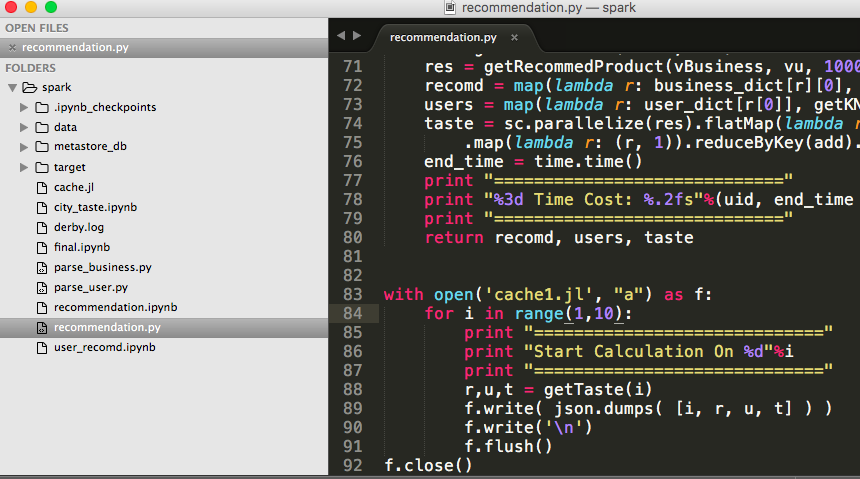 recommendation.py — spark
OPEN FILES
× recommendation.py
FOLDERS
spark
.ipynb_checkpoints
data
metastore_db
target
cache.jl
city_taste.ipynb
derby.log
final.ipynb
parse_business.py
parse_user.py
recommendation.ipynb
recommendation.py
user_recomd.ipynb
recommendation.py ×
71 res = getRecommedProduct(vBusiness, vu, 1000
72 recomd = map(lambda r: business_dict[r][0],
73 users = map(lambda r: user_dict[r[0]], getKN
74 taste = sc.parallelize(res).flatMap(lambda r
75 .map(lambda r: (r, 1)).reduceByKey(add).
76 end_time = time.time()
77 print "============================="
78 print "%3d Time Cost: %.2fs"%(uid, end_time
79 print "============================="
80 return recomd, users, taste
81
82
83 with open('cache1.jl', "a") as f:
84 for i in range(1,10):
85 print "============================="
86 print "Start Calculation On %d"%i
87 print "============================="
88 r,u,t = getTaste(i)
89 f.write( json.dumps( [i, r, u, t] ) )
90 f.write('\n')
91 f.flush()
92 f.close()